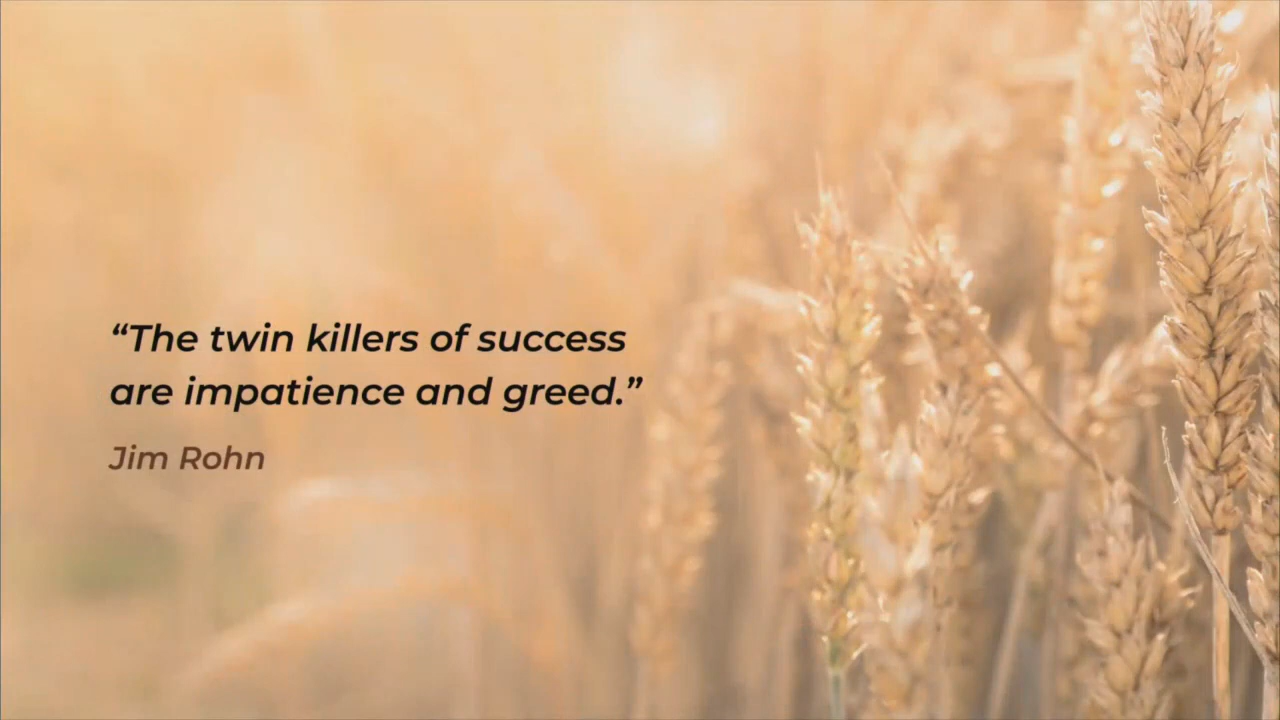 “The twin killers of success
are impatience and greed.”
Jim Rohn